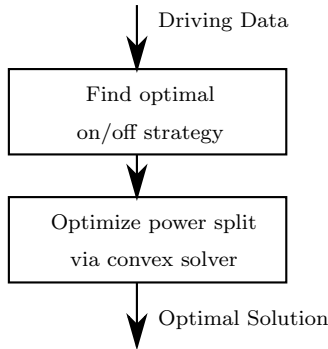 Driving Data
Find optimal
on/off strategy
Optimize power split
via convex solver
Optimal Solution